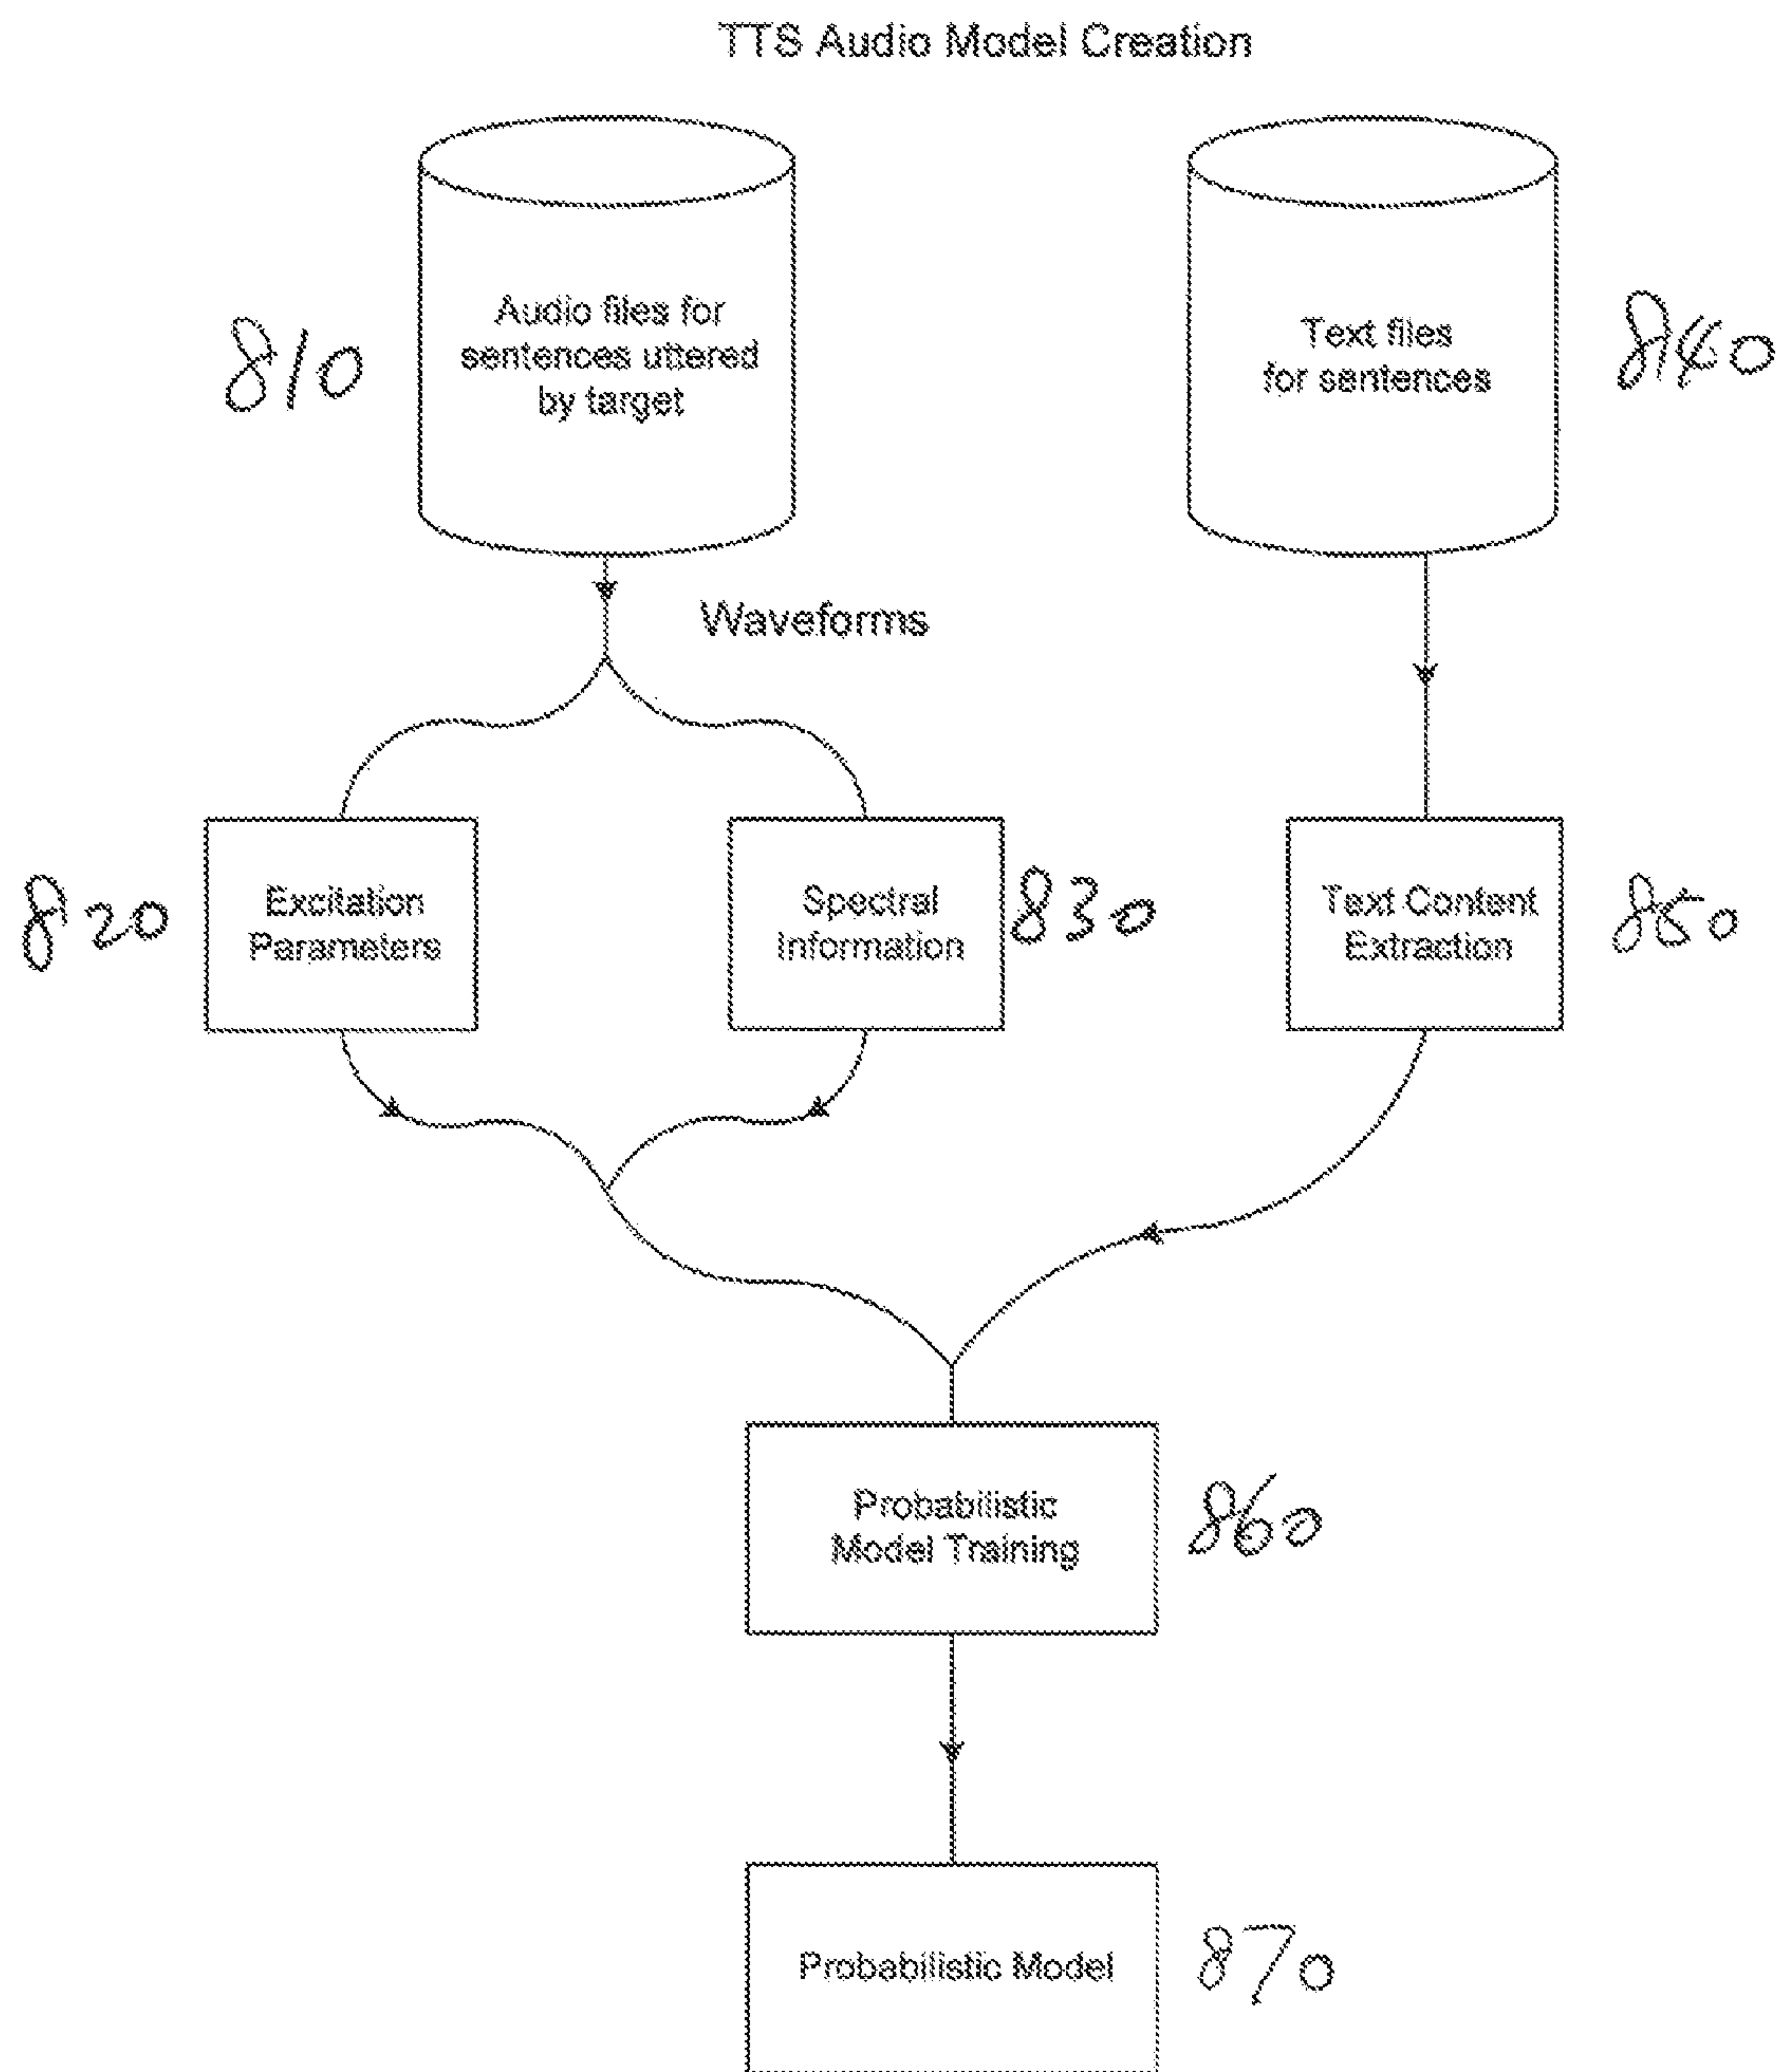 TTS Audio Model Creation
Audio files for
sentences uttered
by target
810
Text files
for sentences
840
Waveforms
820
Excitation
Parameters
Spectral
Information
830
Text Content
Extraction
850
Probabilistic
Model Training
860
Probabilistic Model
870